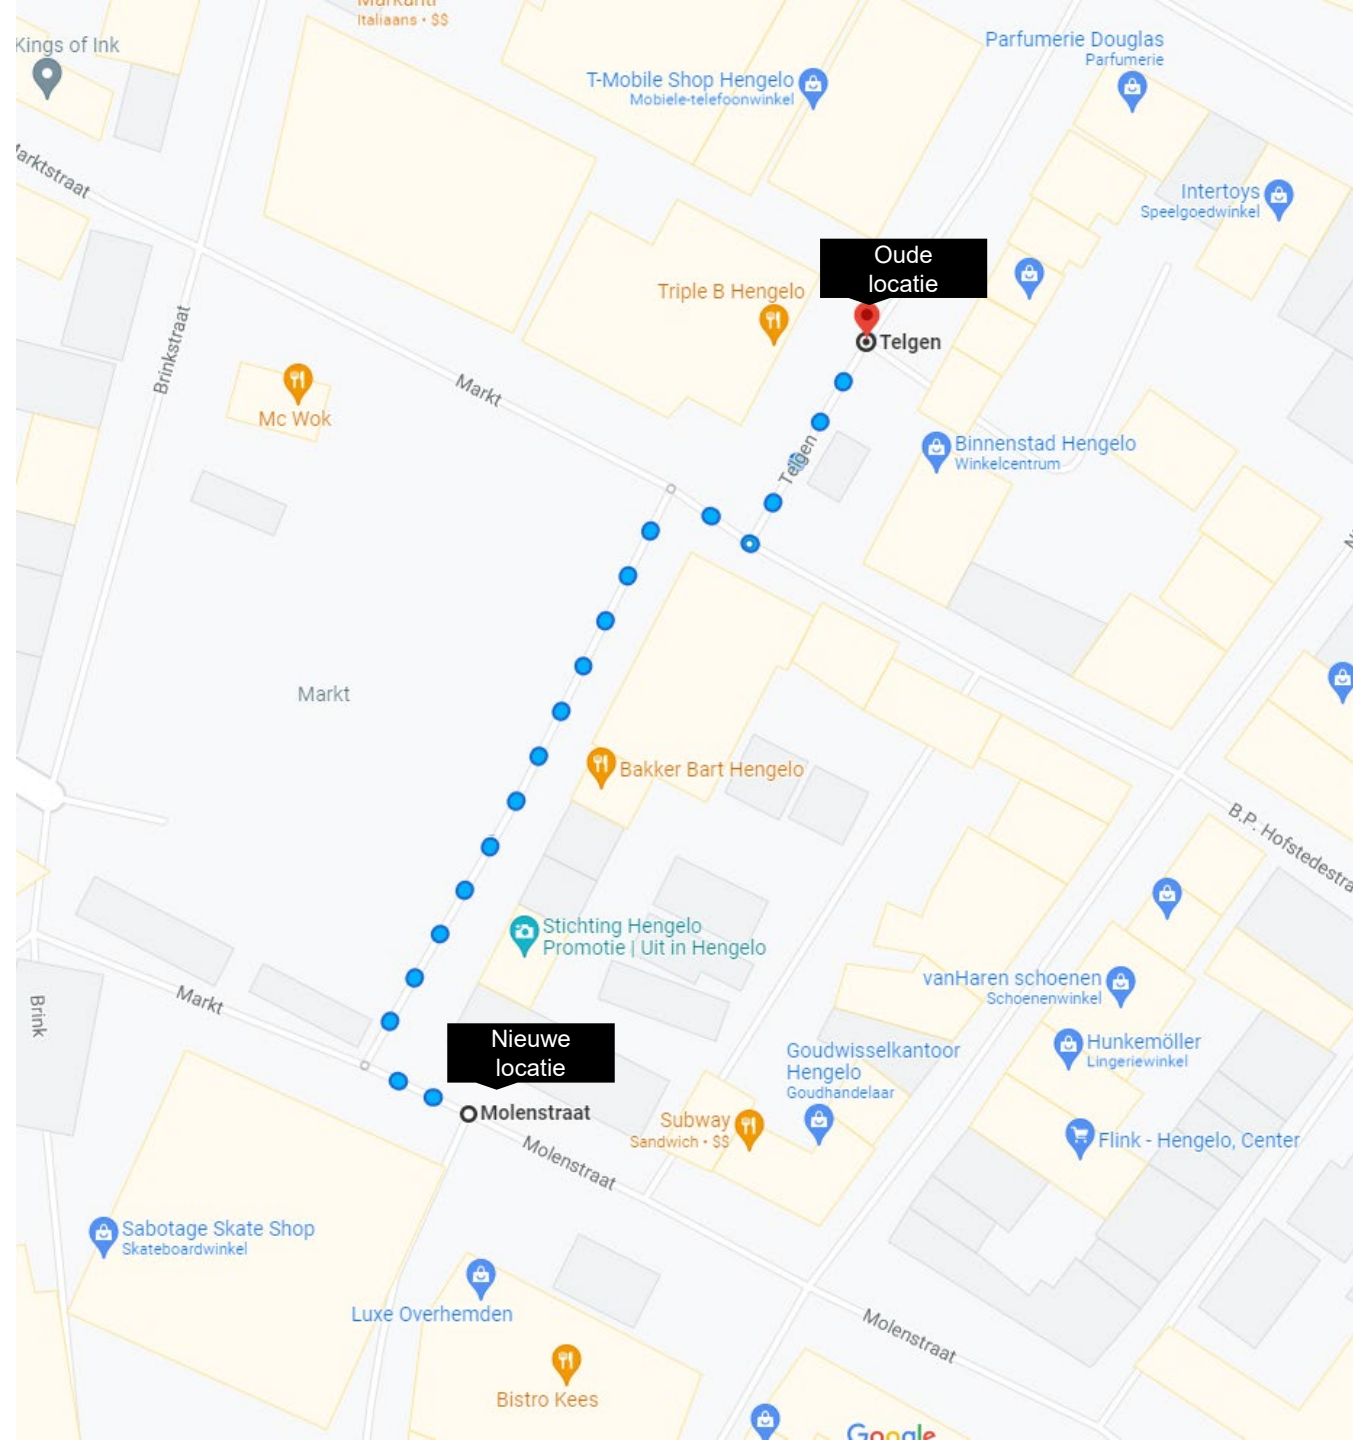 Markant
Italiaans • $$
Kings of Ink
Parfumerie Douglas
Parfumerie
T-Mobile Shop Hengelo
Mobiele-telefoonwinkel
Marktstraat
Intertoys
Speelgoedwinkel
Oude
locatie
Triple B Hengelo
Telgen
Brinkstraat
Markt
Mc Wok
Telgen
Binnenstad Hengelo
Winkelcentrum
Markt
Bakker Bart Hengelo
B.P. Hofstedestra
Stichting Hengelo
Promotie | Uit in Hengelo
vanHaren schoenen
Schoenenwinkel
Brink
Markt
Nieuwe
locatie
Goudwisselkantoor
Hengelo
Goudhandelaar
Hunkemöller
Lingeriewinkel
Molenstraat
Subway
Sandwich • $$
Molenstraat
Flink - Hengelo, Center
Sabotage Skate Shop
Skateboardwinkel
Luxe Overhemden
Molenstraat
Bistro Kees
Google